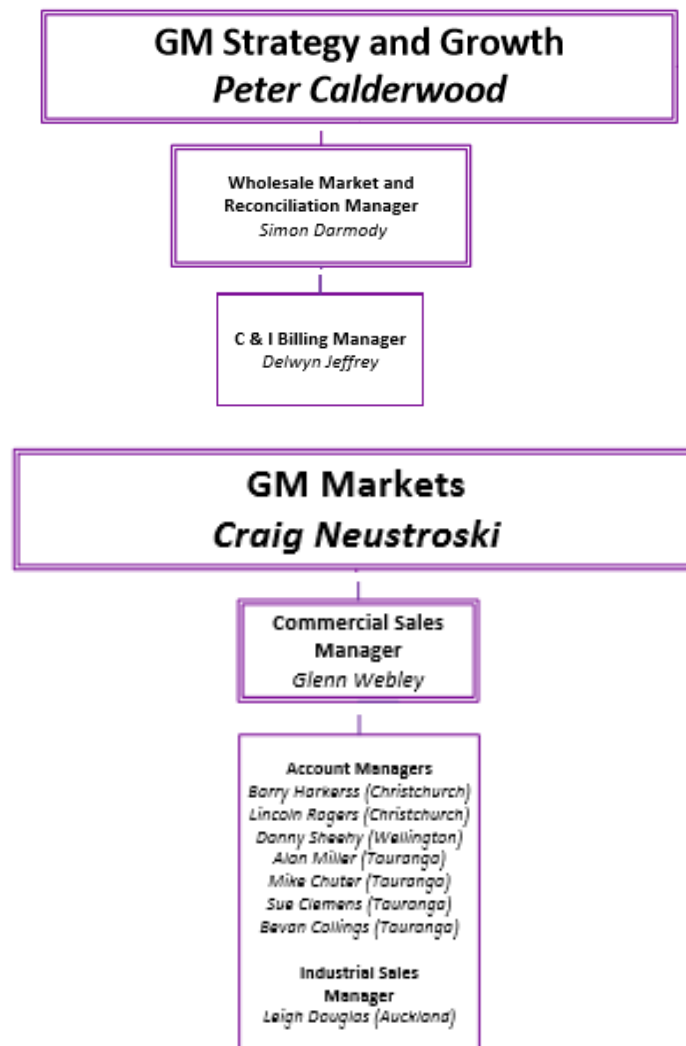 GM Strategy and Growth
Peter Calderwood
Wholesale Market and
Reconciliation Manager
Simon Darmody
C & I Billing Manager
Delwyn Jeffrey
GM Markets
Craig Neustroski
Commercial Sales
Manager
Glenn Webley
Account Managers
Barry Harkerss (Christchurch)
Lincoln Rogers (Christchurch)
Danny Sheehy (Wellington)
Alan Miller (Tauranga)
Mike Chuter (Tauranga)
Sue Clemens (Tauranga)
Bevan Collings (Tauranga)
Industrial Sales
Manager
Leigh Douglas (Auckland)